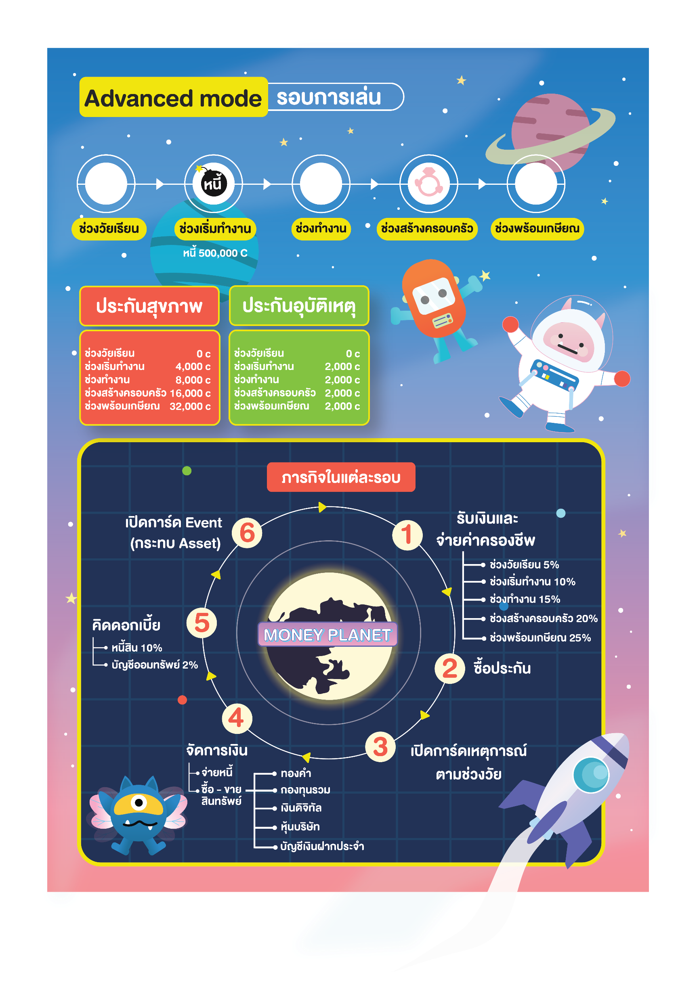 Advanced mode รอบการเล่น
หนี้
ช่วงวัยเรียน
ช่วงเริ่มทำงาน
ช่วงทำงาน
ช่วงสร้างครอบครัว
ช่วงพร้อมเกษียณ
หนี้ 500,000 C
ประกันสุขภาพ
ช่วงวัยเรียน 0 c
ช่วงเริ่มทำงาน 4,000 c
ช่วงทำงาน 8,000 c
ช่วงสร้างครอบครัว 16,000 c
ช่วงพร้อมเกษียณ 32,000 c
ประกันอุบัติเหตุ
ช่วงวัยเรียน 0 c
ช่วงเริ่มทำงาน 2,000 c
ช่วงทำงาน 2,000 c
ช่วงสร้างครอบครัว 2,000 c
ช่วงพร้อมเกษียณ 2,000 c
ภารกิจในแต่ละรอบ
MONEY PLANET
1
รับเงินและ
จ่ายค่าครองชีพ
ช่วงวัยเรียน 5%
ช่วงเริ่มทำงาน 10%
ช่วงทำงาน 15%
ช่วงสร้างครอบครัว 20%
ช่วงพร้อมเกษียณ 25%
2
ซื้อประกัน
3
เปิดการ์ดเหตุการณ์
ตามช่วงวัย
4
จัดการเงิน
จ่ายหนี้
ซื้อ - ขาย
สินทรัพย์
ทองคำ
กองทุนรวม
เงินดิจิทัล
หุ้นบริษัท
บัญชีเงินฝากประจำ
5
คิดดอกเบี้ย
หนี้สิน 10%
บัญชีออมทรัพย์ 2%
6
เปิดการ์ด Event
(กระทบ Asset)